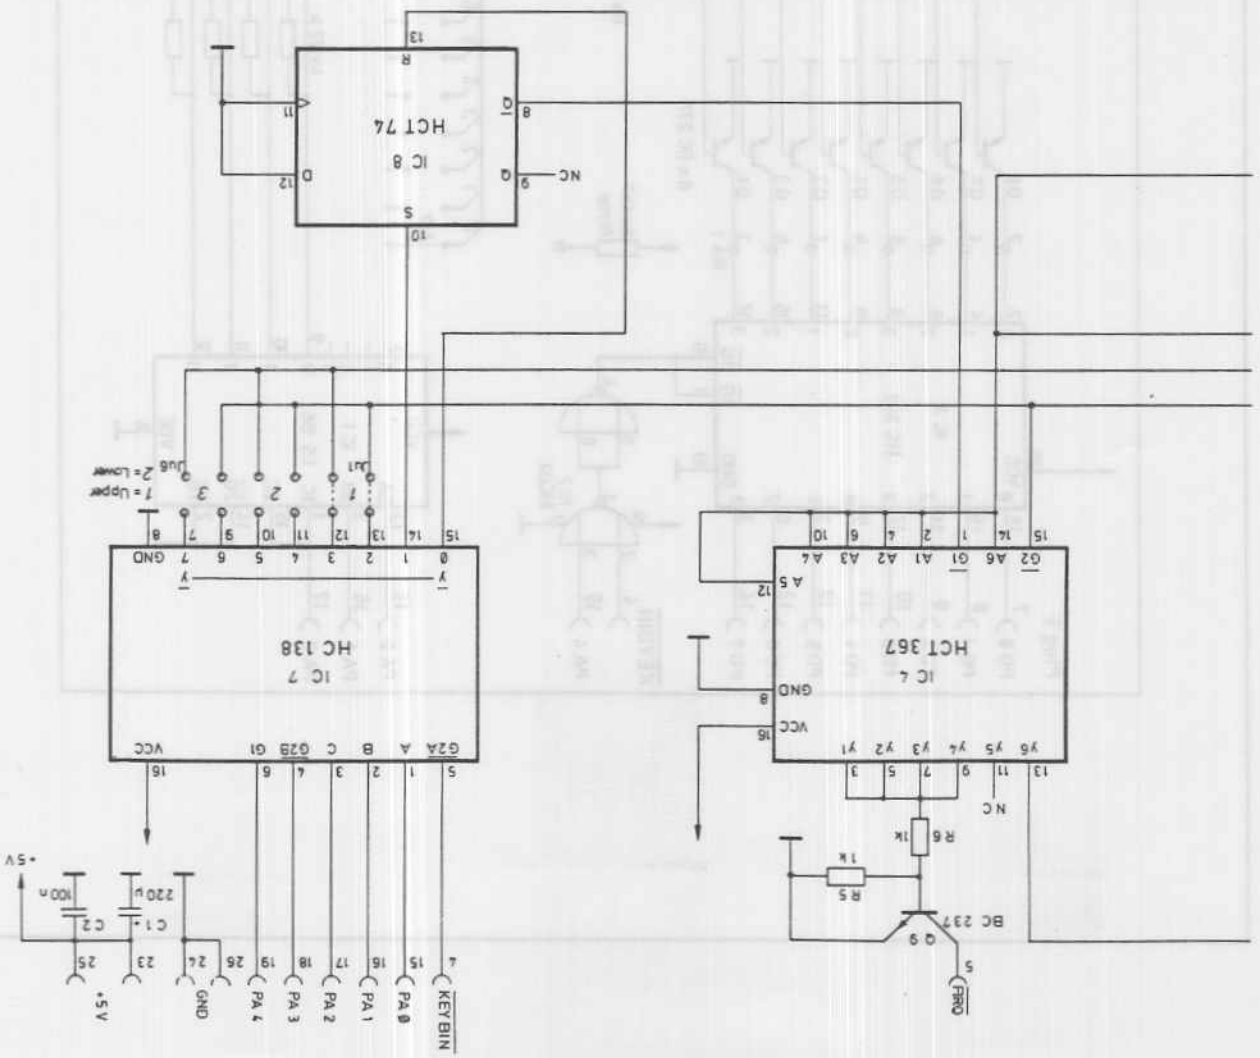 13
R
11
12
D
HCT 74
IC 8
Q
8
Q
9
NC
S
10
1 = Upper
2 = Lower
Ju6
3
2
1
Ju1
8
7
9
10
11
12
13
14
15
GND
7
6
5
4
3
2
1
0
Y
Y
HC 138
IC 7
VCC
G1
G2B
C
B
A
G2A
16
6
4
3
2
1
5
+5V
100 n
C2
220 µ
C1 +
25
23
24
26
19
18
17
16
15
4
+5V
GND
PA 4
PA 3
PA 2
PA 1
PA 0
KEYBIN
10
6
4
2
1
14
15
A4
A3
A2
A1
G1
A6
G2
12
A5
HCT 367
IC 4
8
GND
16
VCC
Y1
Y2
Y3
Y4
Y5
Y6
3
5
7
9
11
13
NC
R6
1k
1k
R5
BC 237
Q 9
5
FIRQ